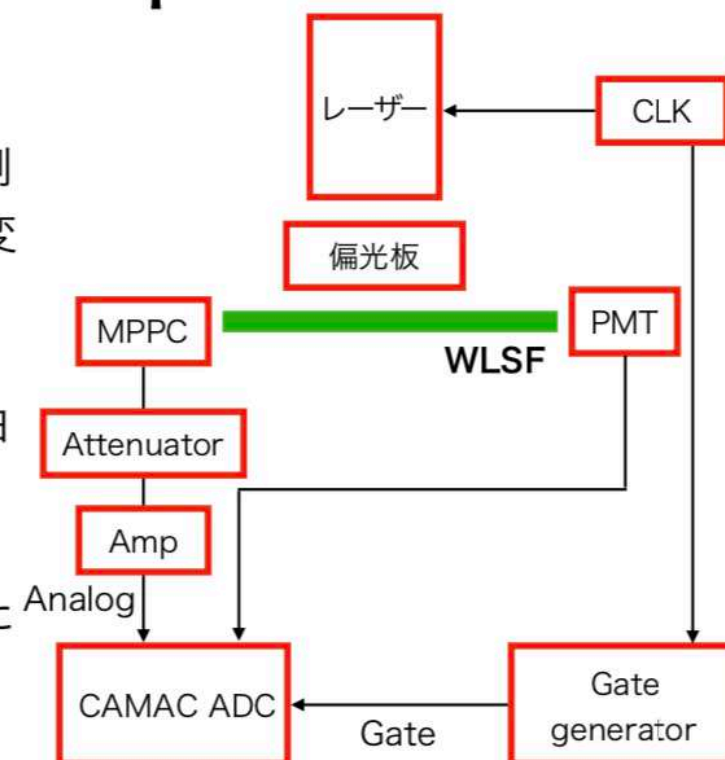 レーザー
CLK
偏光板
MPPC
PMT
WLSF
Attenuator
Amp
Analog
CAMAC ADC
Gate
Gate
generator